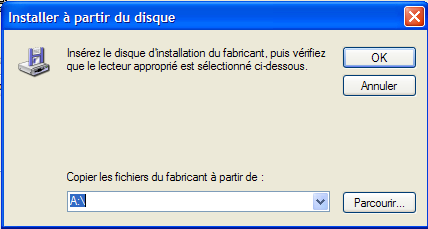 Installer à partir du disque
Insérez le disque d'installation du fabricant, puis vérifiez
que le lecteur approprié est sélectionné ci-dessous.
OK
Annuler
Copier les fichiers du fabricant à partir de :
A:\
Parcourir...